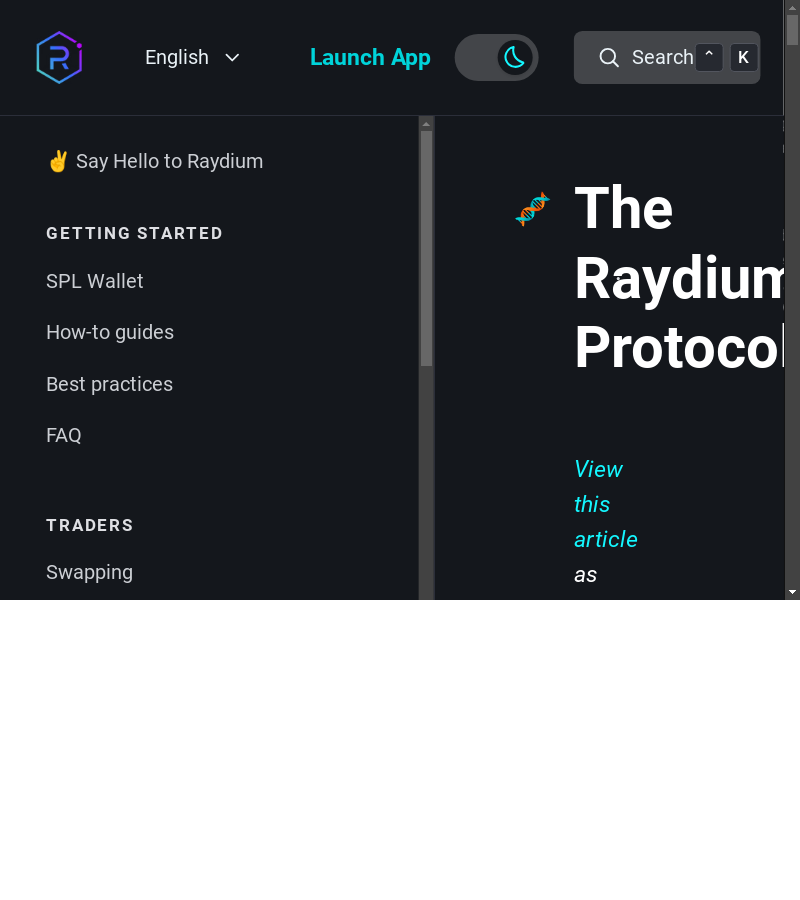 English
Launch App
Search
⌃ K
✌️ Say Hello to Raydium
GETTING STARTED
SPL Wallet
How-to guides
Best practices
FAQ
TRADERS
Swapping
The
Raydium
Protocol
View
this
article
as